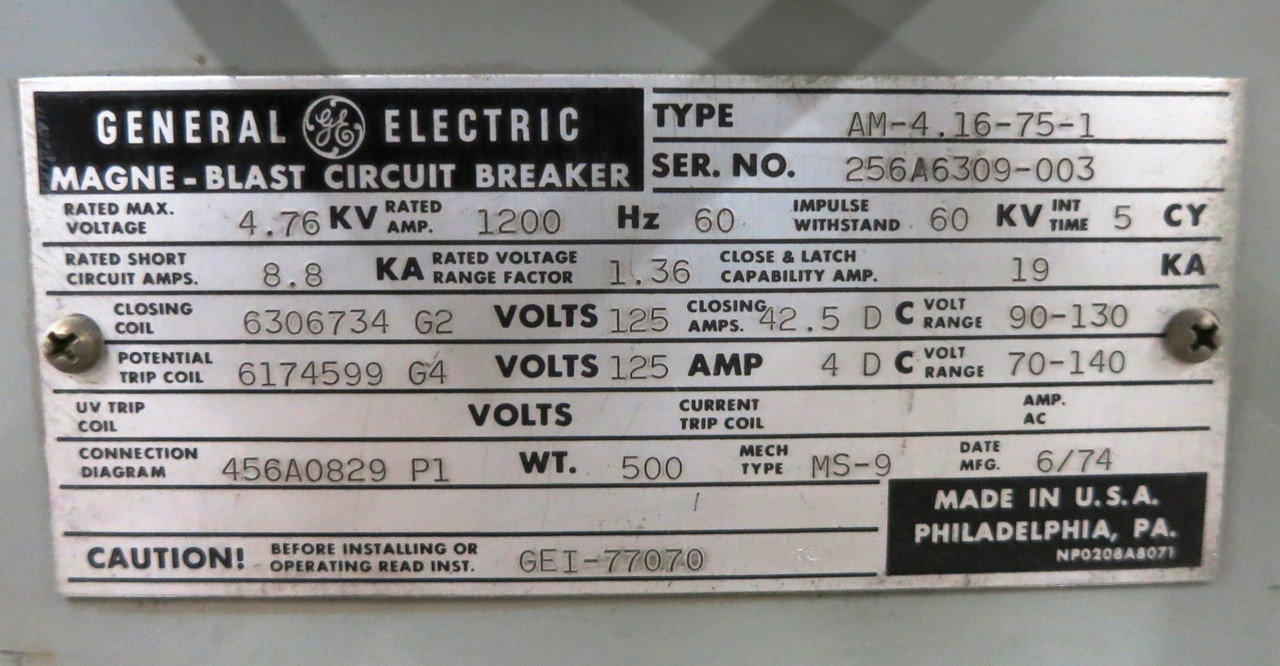 GENERAL GE ELECTRIC
MAGNE-BLAST CIRCUIT BREAKER
TYPE AM-4.16-75-1
SER. NO. 256A6309-003
RATED MAX. VOLTAGE 4.76 KV RATED AMP. 1200 Hz 60 IMPULSE WITHSTAND 60 KV INT TIME 5 CY
RATED SHORT CIRCUIT AMPS. 8.8 KA RATED VOLTAGE RANGE FACTOR 1.36 CLOSE & LATCH CAPABILITY AMP. 19 KA
CLOSING COIL 6306734 G2 VOLTS 125 CLOSING AMPS. 42.5 D C VOLT RANGE 90-130
POTENTIAL TRIP COIL 6174599 G4 VOLTS 125 AMP 4 D C VOLT RANGE 70-140
UV TRIP COIL VOLTS CURRENT TRIP COIL AMP. AC
CONNECTION DIAGRAM 456A0829 P1 WT. 500 MECH TYPE MS-9 DATE MFG. 6/74
MADE IN U.S.A.
PHILADELPHIA, PA.
NP0208A8071
CAUTION! BEFORE INSTALLING OR OPERATING READ INST. GEI-77070